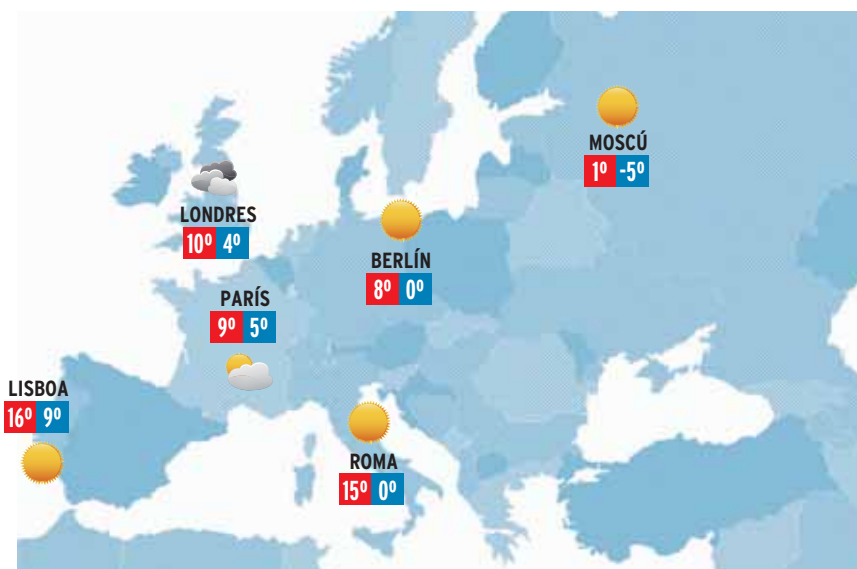 MOSCÚ
1º -5º
LONDRES
10º 4º
BERLÍN
8º 0º
PARÍS
9º 5º
LISBOA
16º 9º
ROMA
15º 0º